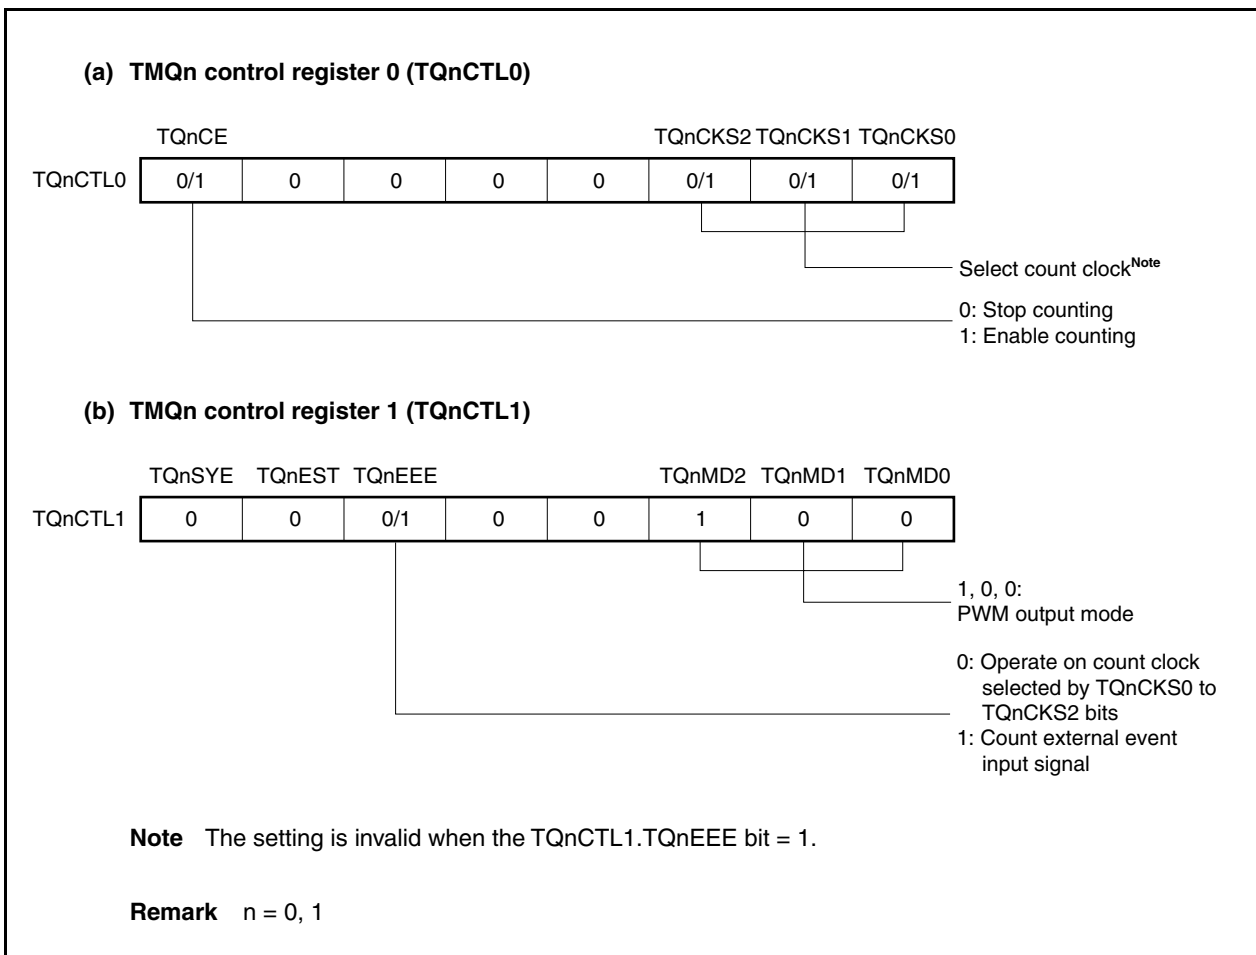 (a) TMQn control register 0 (TQnCTL0)
TQnCE TQnCKS2 TQnCKS1 TQnCKS0
TQnCTL0 0/1 0 0 0 0 0/1 0/1 0/1
Select count clockNote
0: Stop counting
1: Enable counting
(b) TMQn control register 1 (TQnCTL1)
TQnSYE TQnEST TQnEEE TQnMD2 TQnMD1 TQnMD0
TQnCTL1 0 0 0/1 0 0 1 0 0
1, 0, 0:
PWM output mode
0: Operate on count clock
selected by TQnCKS0 to
TQnCKS2 bits
1: Count external event
input signal
Note The setting is invalid when the TQnCTL1.TQnEEE bit = 1.
Remark n = 0, 1